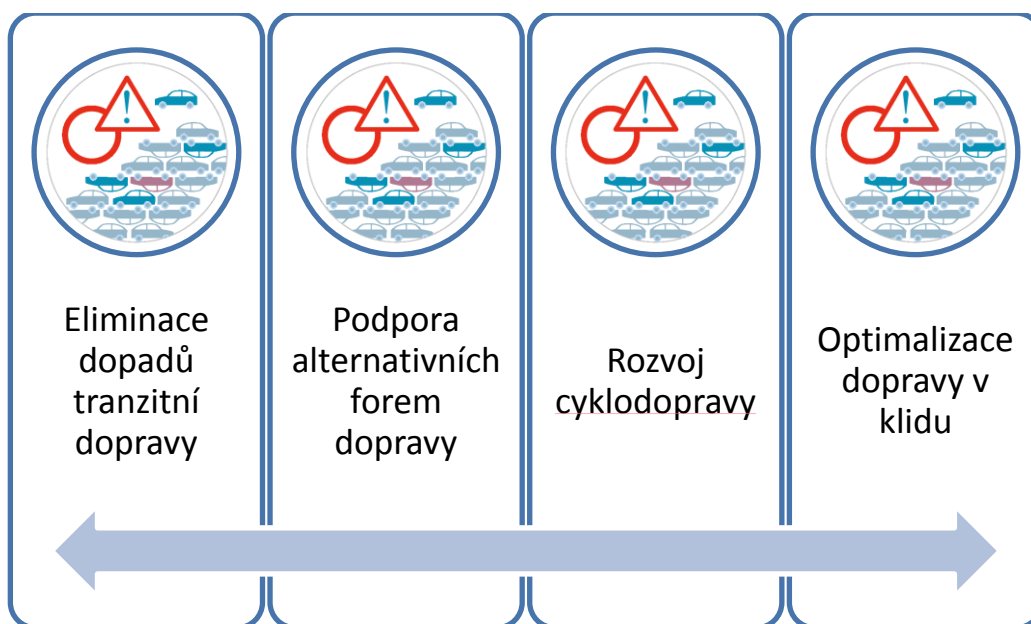 Eliminace
dopadů
tranzitní
dopravy
Podpora
alternativních
forem
dopravy
Rozvoj
cyklodopravy
Optimalizace
dopravy v
klidu